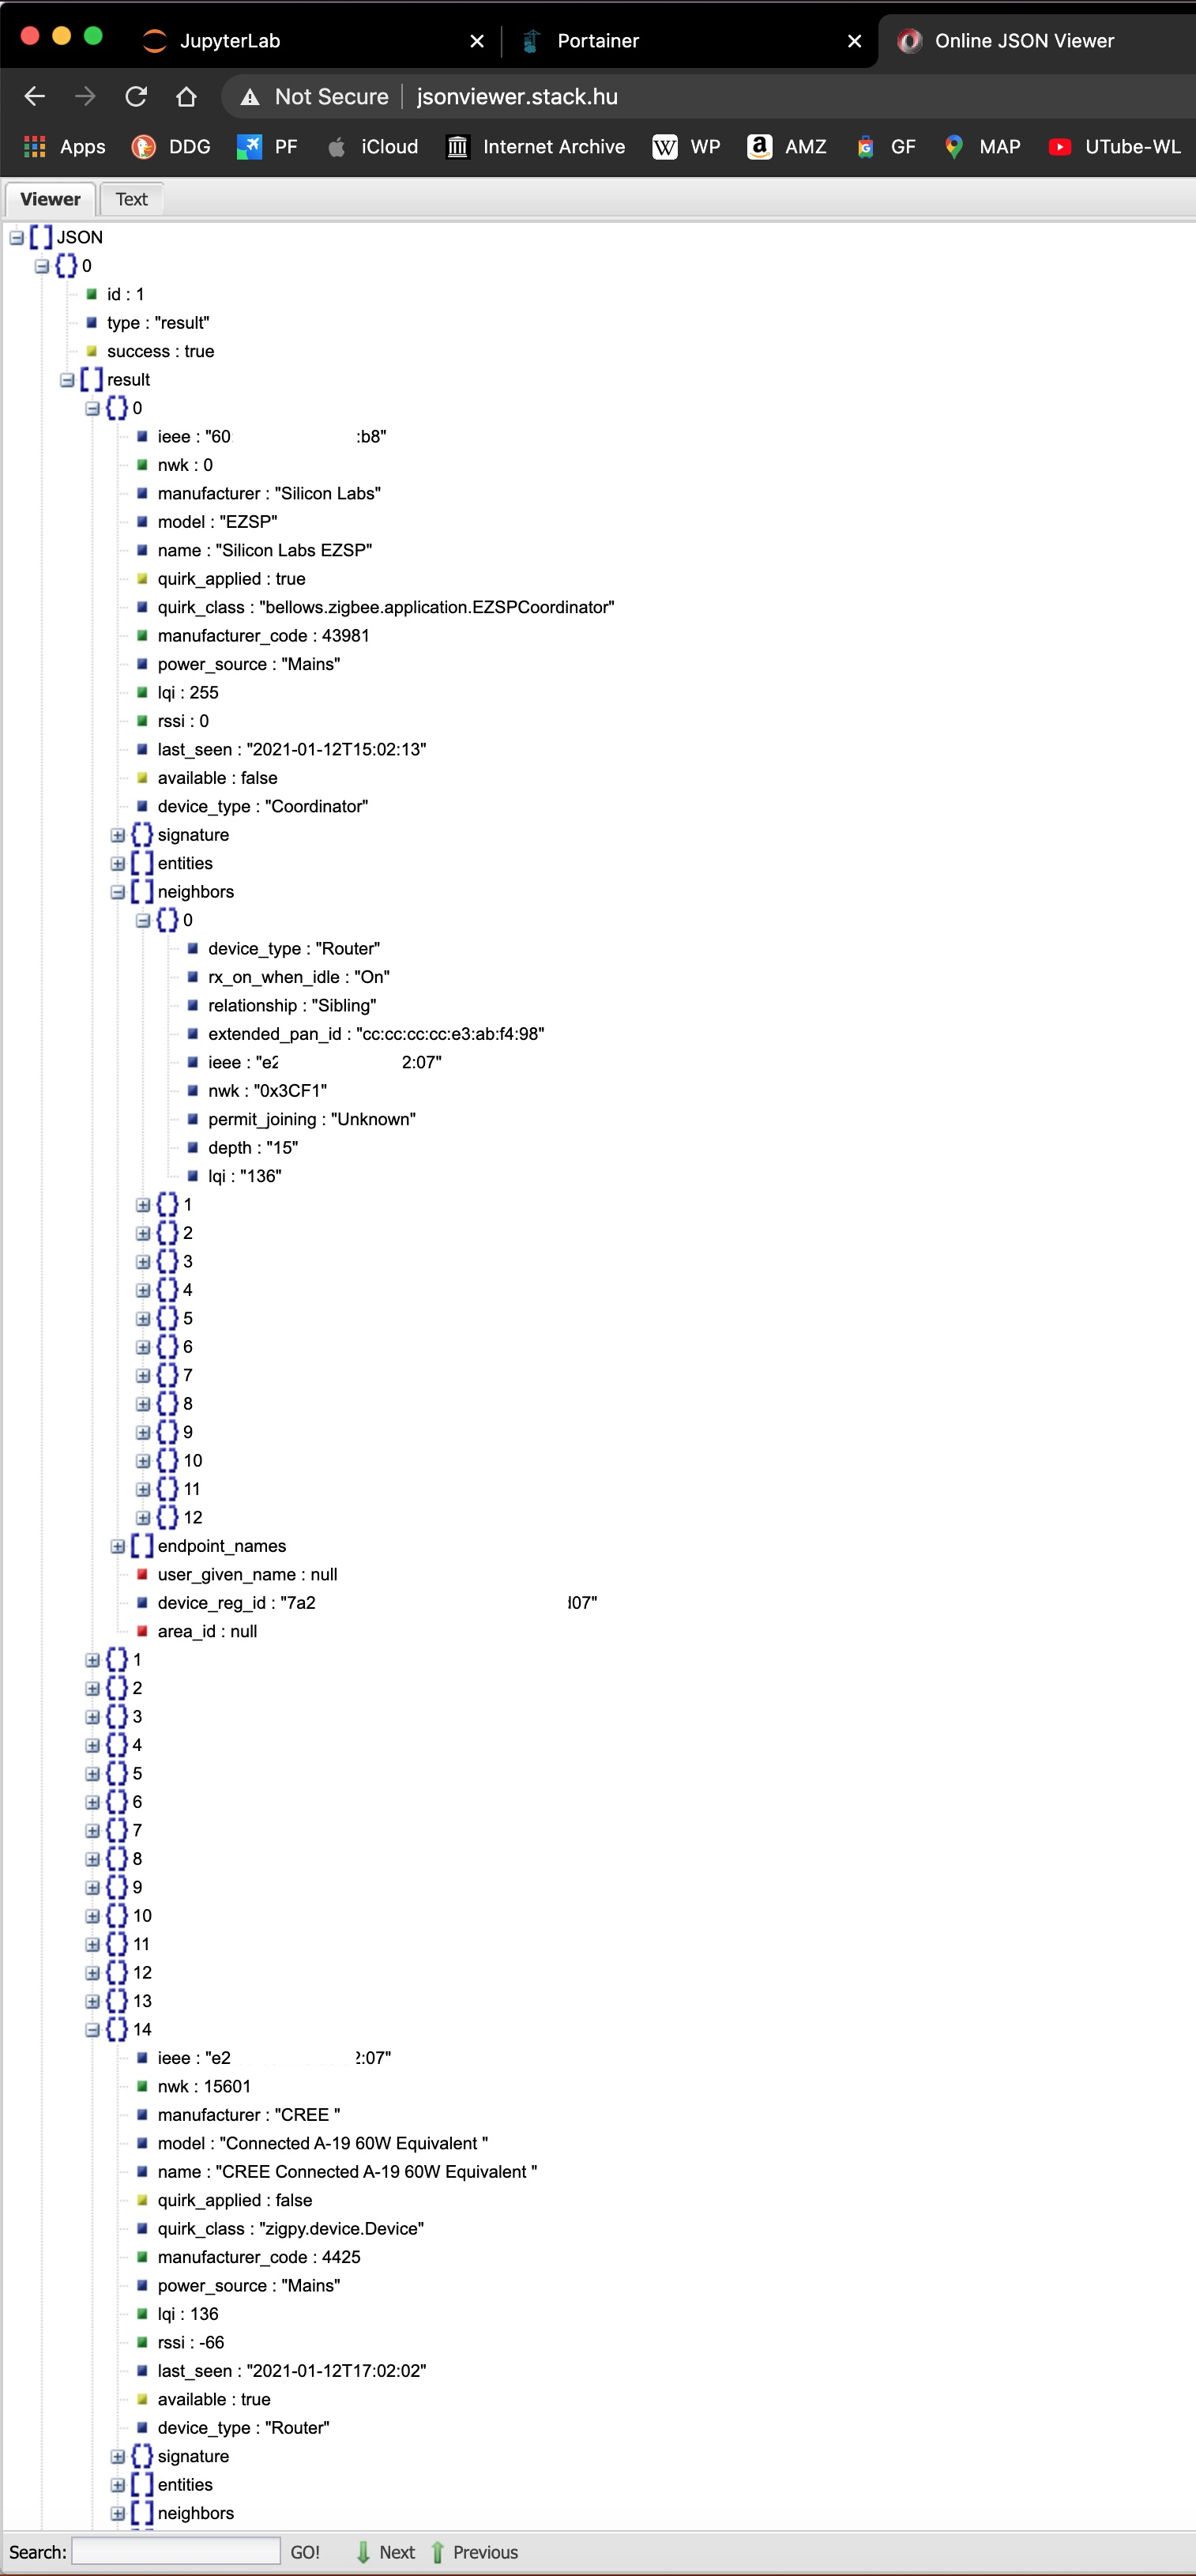 JupyterLab × Portainer × Online JSON Viewer
Not Secure jsonviewer.stack.hu
Apps DDG PF iCloud Internet Archive WP AMZ GF MAP UTube-WL
Viewer Text
[ ] JSON
{} 0
id : 1
type : "result"
success : true
[ ] result
{} 0
ieee : "60 :b8"
nwk : 0
manufacturer : "Silicon Labs"
model : "EZSP"
name : "Silicon Labs EZSP"
quirk_applied : true
quirk_class : "bellows.zigbee.application.EZSPCoordinator"
manufacturer_code : 43981
power_source : "Mains"
lqi : 255
rssi : 0
last_seen : "2021-01-12T15:02:13"
available : false
device_type : "Coordinator"
{} signature
[ ] entities
[ ] neighbors
{} 0
device_type : "Router"
rx_on_when_idle : "On"
relationship : "Sibling"
extended_pan_id : "cc:cc:cc:cc:e3:ab:f4:98"
ieee : "e2 2:07"
nwk : "0x3CF1"
permit_joining : "Unknown"
depth : "15"
lqi : "136"
{} 1
{} 2
{} 3
{} 4
{} 5
{} 6
{} 7
{} 8
{} 9
{} 10
{} 11
{} 12
[ ] endpoint_names
user_given_name : null
device_reg_id : "7a2 d07"
area_id : null
{} 1
{} 2
{} 3
{} 4
{} 5
{} 6
{} 7
{} 8
{} 9
{} 10
{} 11
{} 12
{} 13
{} 14
ieee : "e2 2:07"
nwk : 15601
manufacturer : "CREE "
model : "Connected A-19 60W Equivalent "
name : "CREE Connected A-19 60W Equivalent "
quirk_applied : false
quirk_class : "zigpy.device.Device"
manufacturer_code : 4425
power_source : "Mains"
lqi : 136
rssi : -66
last_seen : "2021-01-12T17:02:02"
available : true
device_type : "Router"
{} signature
[ ] entities
[ ] neighbors
Search: GO! Next Previous